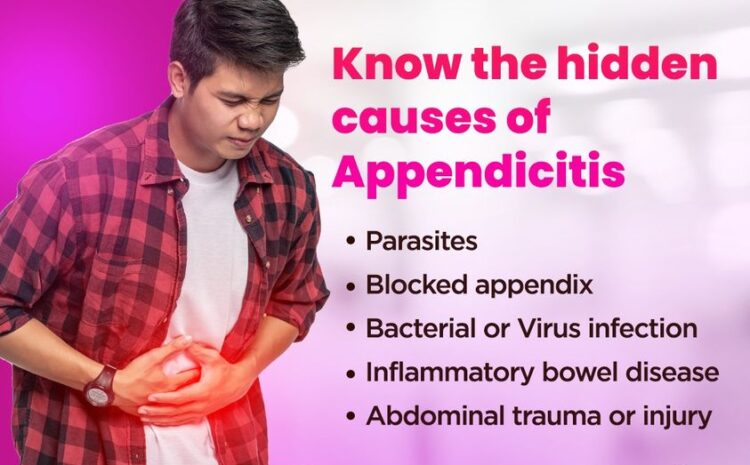 Know the hidden
causes of
Appendicitis
• Parasites
• Blocked appendix
• Bacterial or Virus infection
• Inflammatory bowel disease
• Abdominal trauma or injury